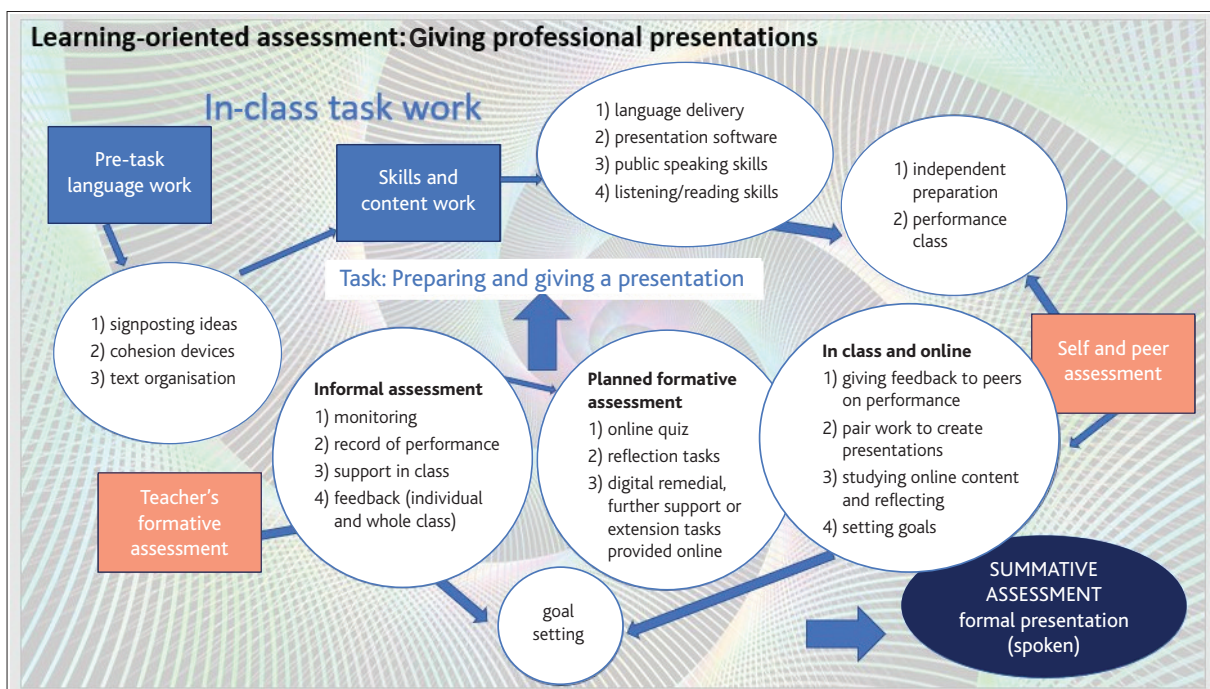 Learning-oriented assessment: Giving professional presentations
In-class task work
Pre-task
language work
Skills and
content work
1) language delivery
2) presentation software
3) public speaking skills
4) listening/reading skills
1) independent
preparation
2) performance
class
Task: Preparing and giving a presentation
1) signposting ideas
2) cohesion devices
3) text organisation
Informal assessment
1) monitoring
2) record of performance
3) support in class
4) feedback (individual
and whole class)
Planned formative
assessment
1) online quiz
2) reflection tasks
3) digital remedial,
further support or
extension tasks
provided online
In class and online
1) giving feedback to peers
on performance
2) pair work to create
presentations
3) studying online content
and reflecting
4) setting goals
Self and peer
assessment
Teacher's
formative
assessment
goal
setting
SUMMATIVE
ASSESSMENT
formal presentation
(spoken)